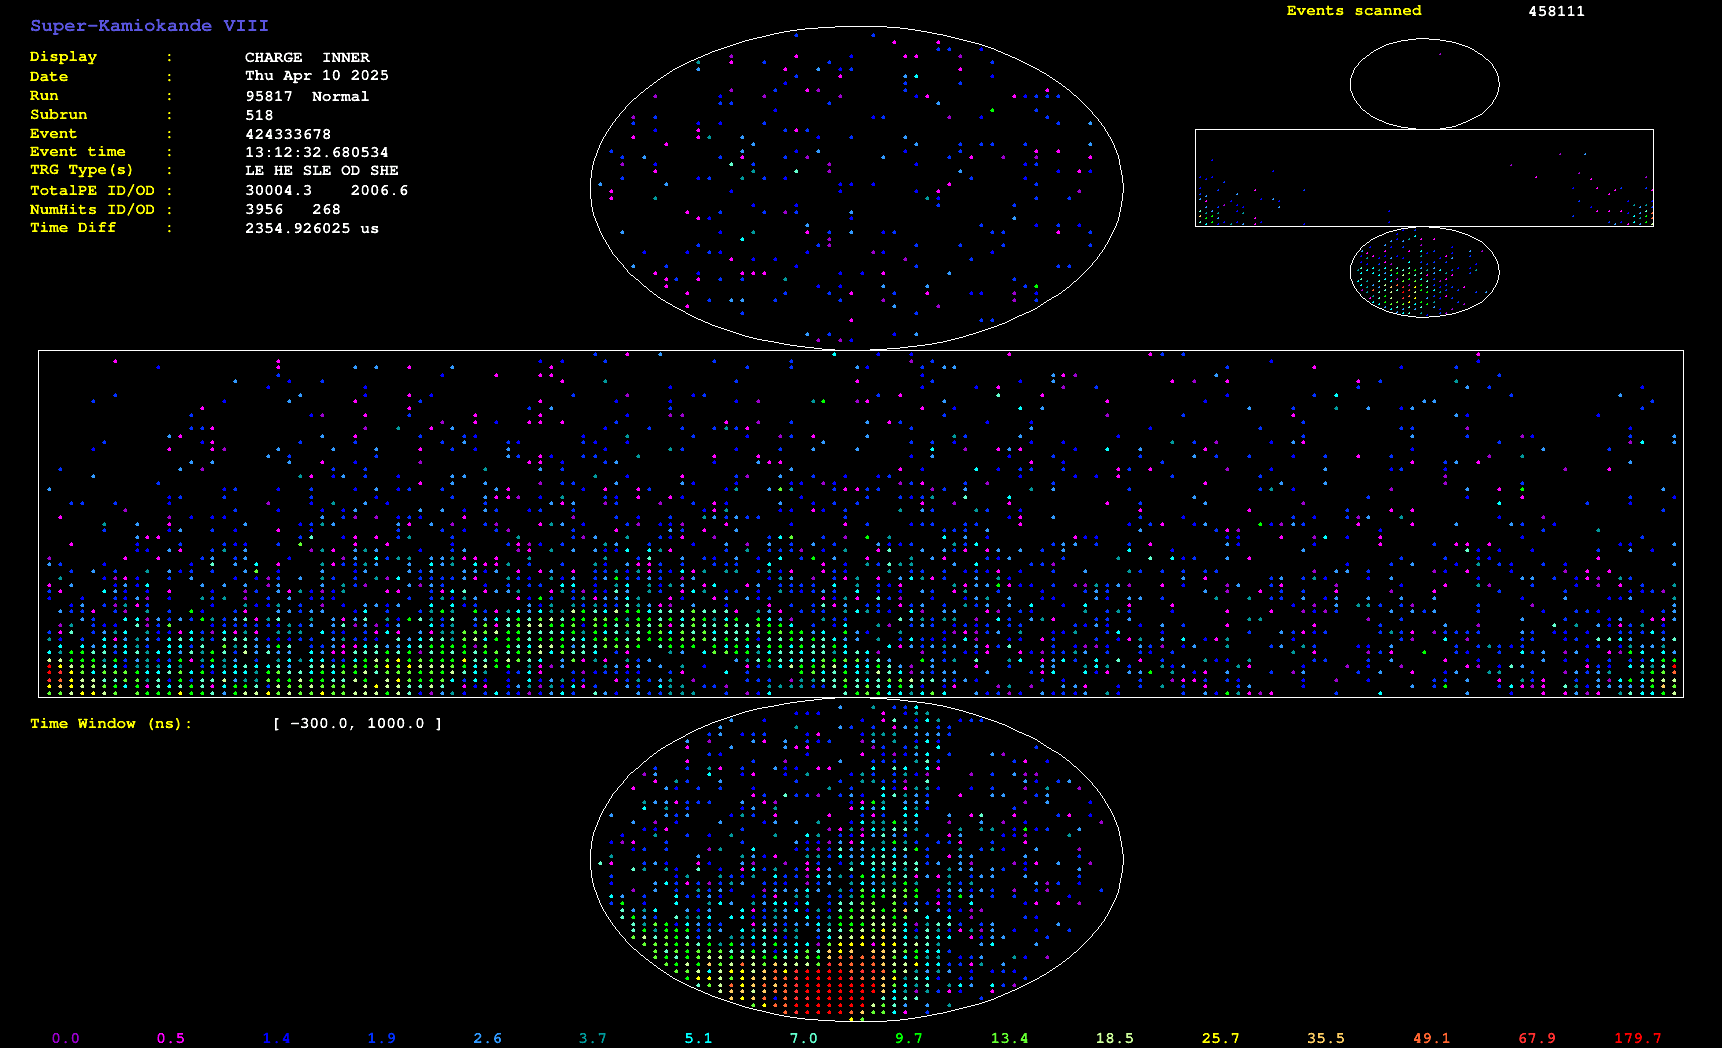 Super-Kamiokande VIII
Display : CHARGE INNER
Date : Thu Apr 10 2025
Run : 95817 Normal
Subrun : 518
Event : 424333678
Event time : 13:12:32.680534
TRG Type(s) : LE HE SLE OD SHE
TotalPE ID/OD : 30004.3 2006.6
NumHits ID/OD : 3956 268
Time Diff : 2354.926025 us
Events scanned 458111
Time Window (ns): [ -300.0, 1000.0 ]
0.0 0.5 1.4 1.9 2.6 3.7 5.1 7.0 9.7 13.4 18.5 25.7 35.5 49.1 67.9 179.7